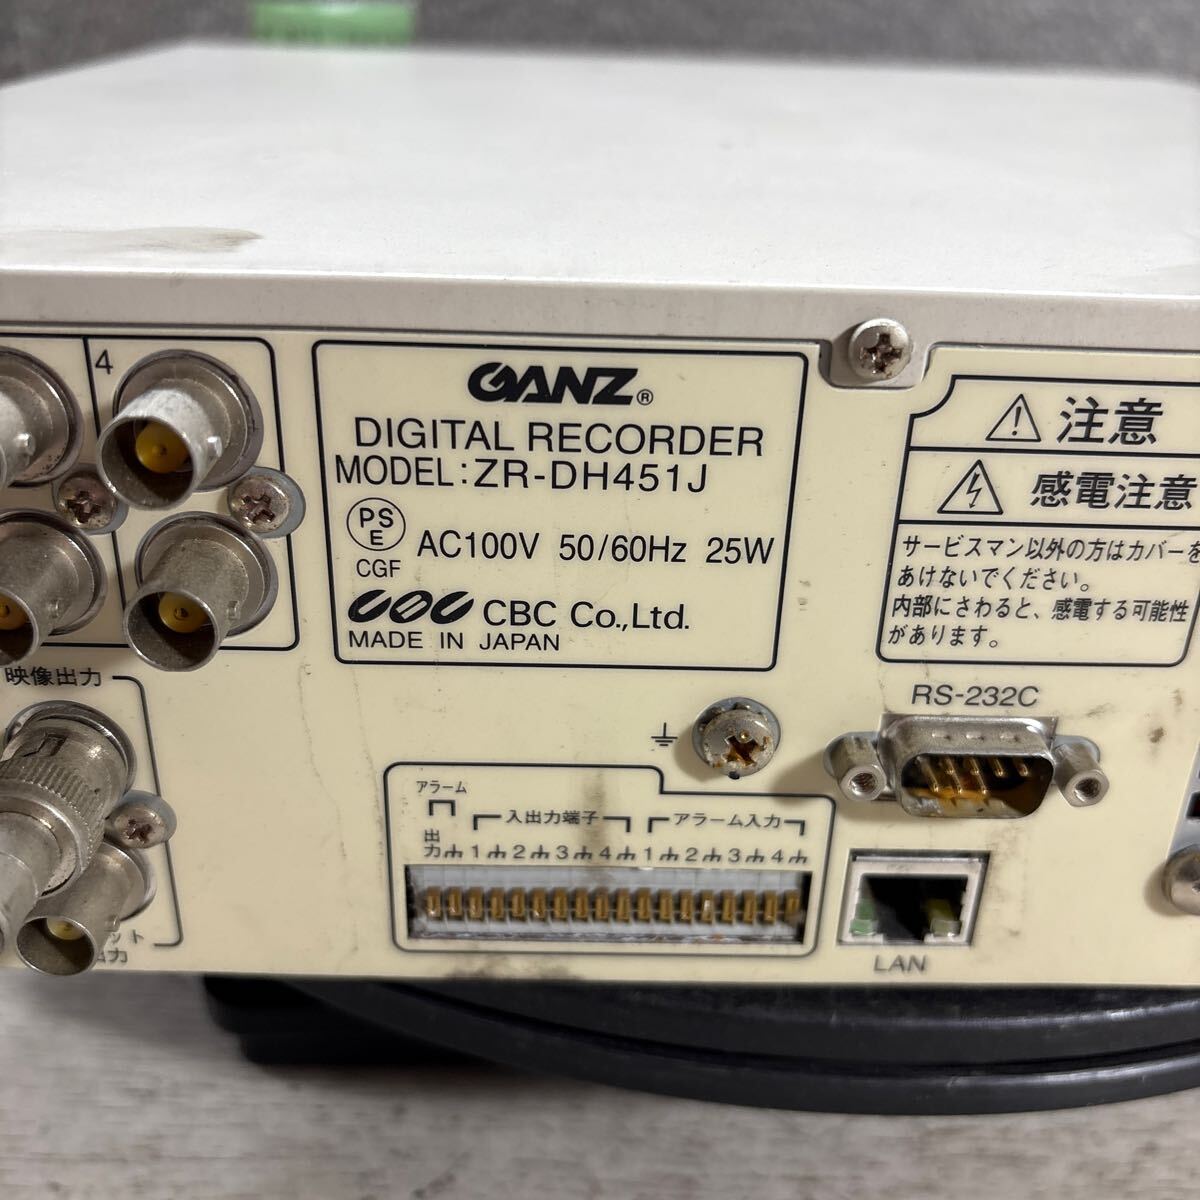 4
GANZ®
DIGITAL RECORDER
MODEL:ZR-DH451J
PS
E
CGF
AC100V 50/60Hz 25W
CBC CBC Co.,Ltd.
MADE IN JAPAN
注意
感電注意
サービスマン以外の方はカバーを
あけないでください。
内部にさわると、感電する可能性
があります。
映像出力
RS-232C
アラーム
出力
入出力端子
アラーム入力
1 2 3 4 1 2 3 4
LAN